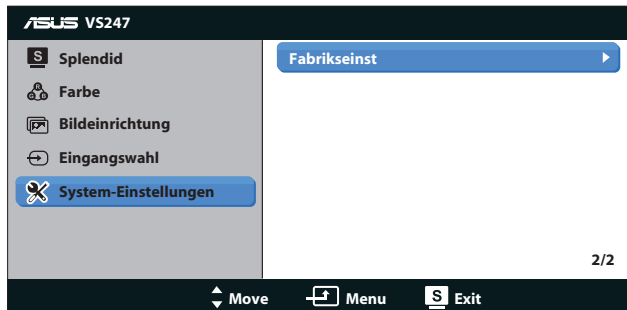 ASUS VS247
S Splendid
Farbe
Bildeinrichtung
Eingangswahl
System-Einstellungen
Fabrikseinst
2/2
Move Menu S Exit